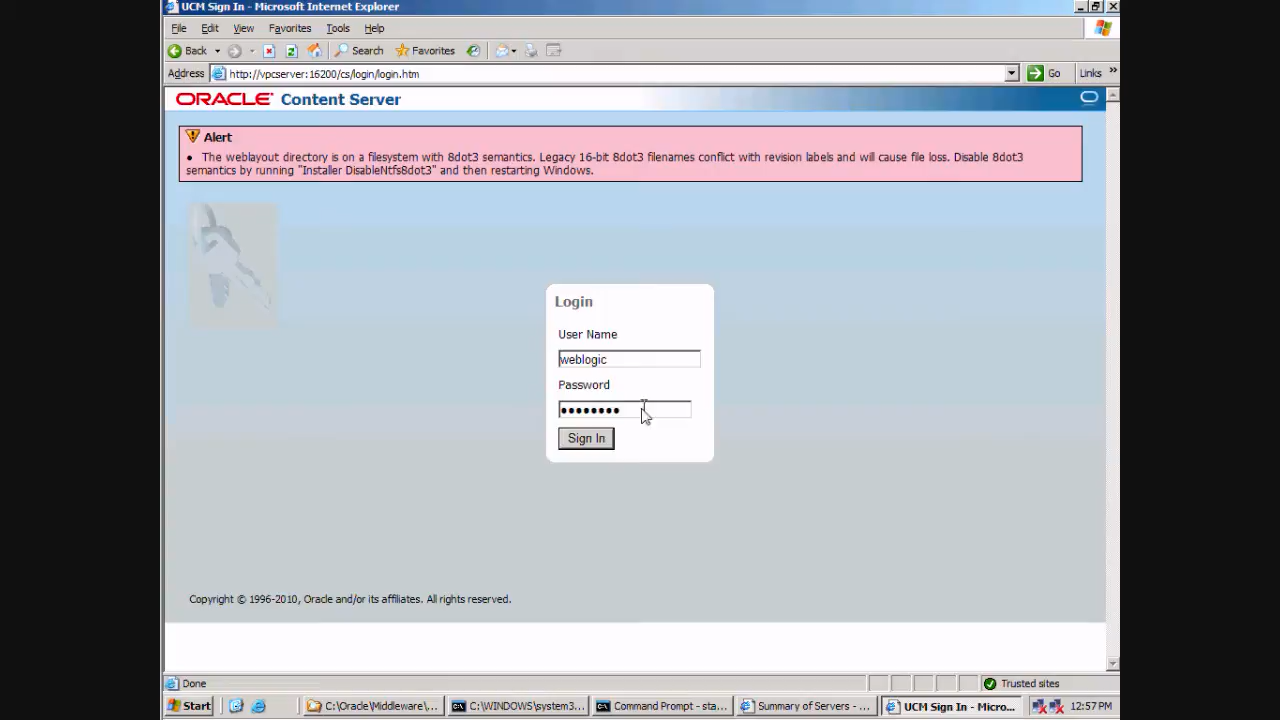 UCM Sign In - Microsoft Internet Explorer
File Edit View Favorites Tools Help
Back Search Favorites
Address http://vpcserver:16200/cs/login/login.htm Go Links »
ORACLE Content Server
Alert
• The weblayout directory is on a filesystem with 8dot3 semantics. Legacy 16-bit 8dot3 filenames conflict with revision labels and will cause file loss. Disable 8dot3
semantics by running "Installer DisableNtfs8dot3" and then restarting Windows.
Login
User Name
weblogic
Password
••••••••
Sign In
Copyright © 1996-2010, Oracle and/or its affiliates. All rights reserved.
Done Trusted sites
Start C:\Oracle\Middleware\... C:\WINDOWS\system3... Command Prompt - sta... Summary of Servers - ... UCM Sign In - Micro... 12:57 PM